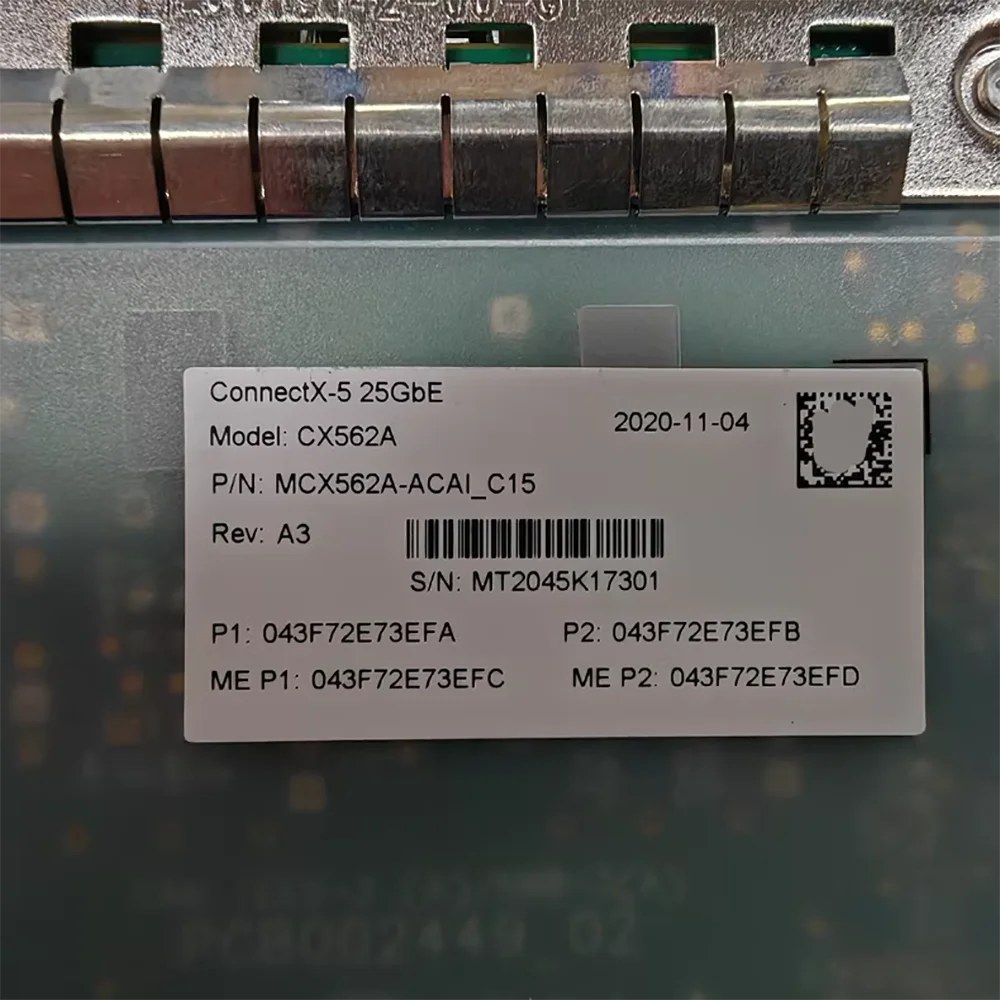 ConnectX-5 25GbE
2020-11-04
Model: CX562A
P/N: MCX562A-ACAI_C15
Rev: A3
S/N: MT2045K17301
P1: 043F72E73EFA P2: 043F72E73EFB
ME P1: 043F72E73EFC ME P2: 043F72E73EFD
PCB002449_02